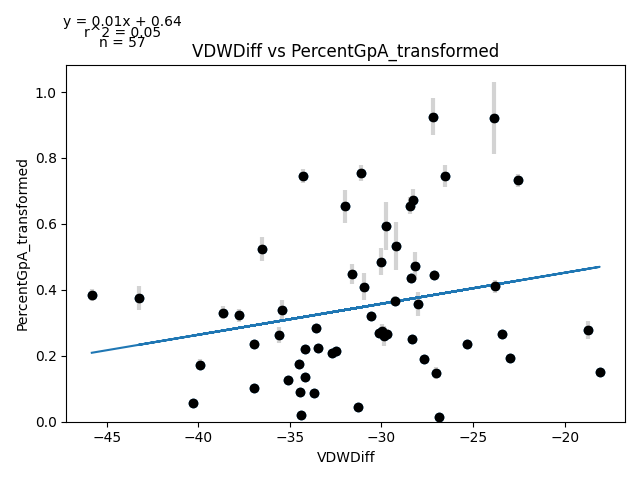 y = 0.01x + 0.64
r^2 = 0.05
n = 57
VDWDiff vs PercentGpA_transformed
PercentGpA_transformed
1.0
0.8
0.6
0.4
0.2
0.0
−45 −40 −35 −30 −25 −20
VDWDiff